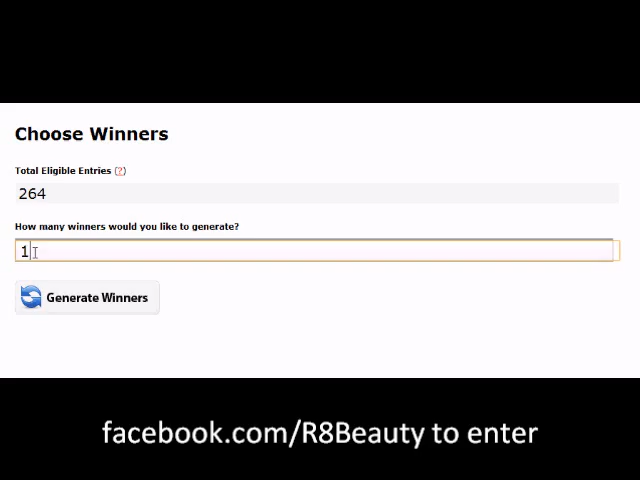 Choose Winners
Total Eligible Entries (?)
264
How many winners would you like to generate?
1
Generate Winners
facebook.com/R8Beauty to enter